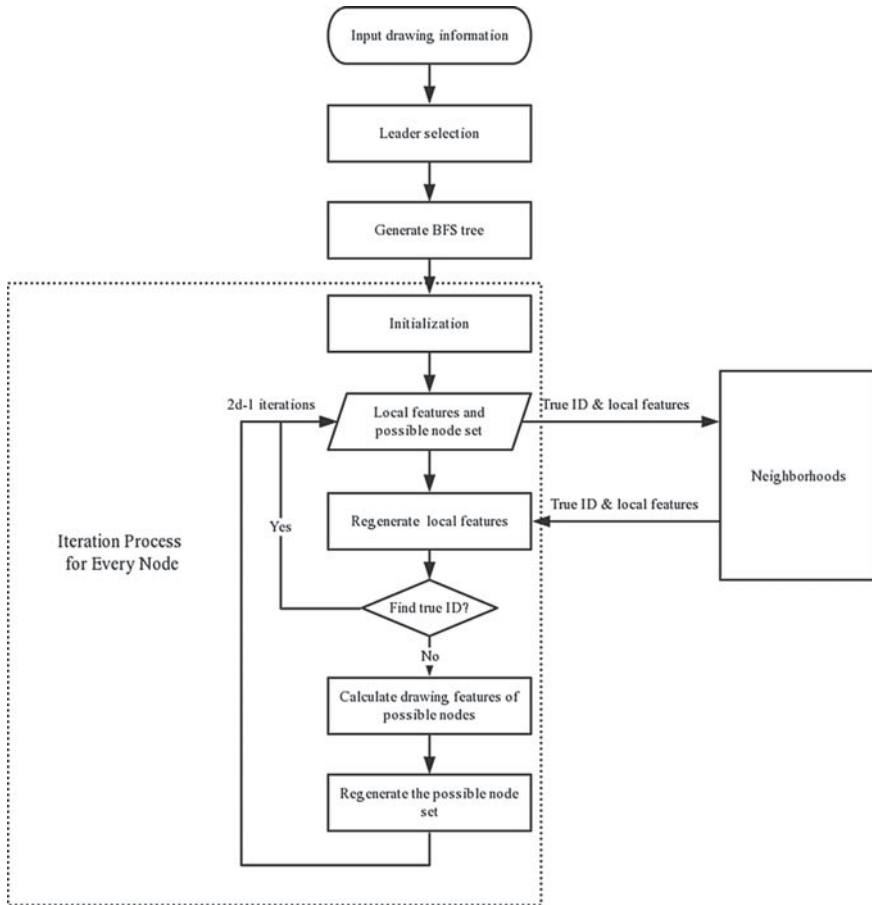 Input drawing information
Leader selection
Generate BFS tree
Initialization
2d-1 iterations
Local features and
possible node set
True ID & local features
Neighborhoods
True ID & local features
Regenerate local features
Yes
Iteration Process
for Every Node
Find true ID?
No
Calculate drawing features of
possible nodes
Regenerate the possible node
set